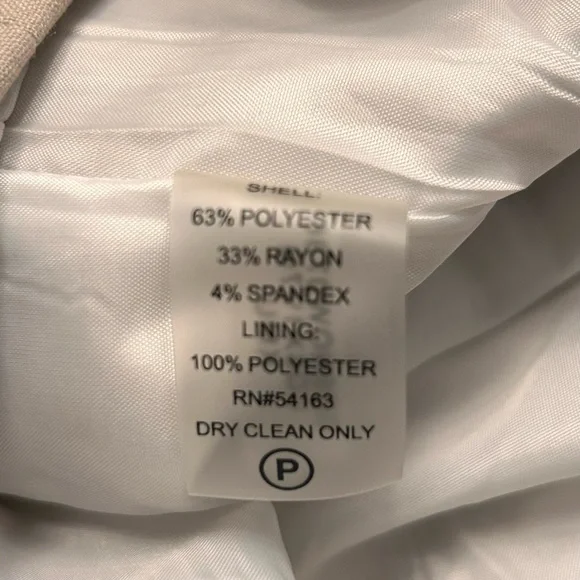 SHELL:
63% POLYESTER
33% RAYON
4% SPANDEX
LINING:
100% POLYESTER
RN#54163
DRY CLEAN ONLY
P